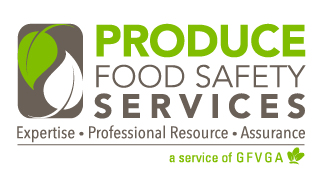 PRODUCE
FOOD SAFETY
SERVICES
Expertise • Professional Resource • Assurance
a service of GFVGA